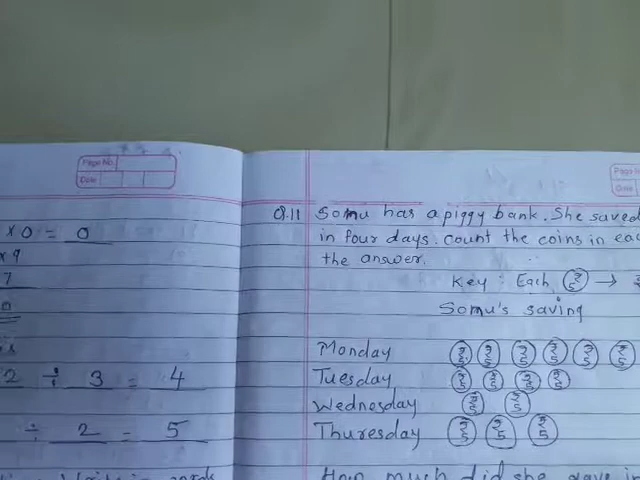 Page No.
Date
x 0 = 0
x 9
7
0
2 ÷ 3 = 4
÷ 2 = 5
Page No.
Date
Q.11 Somu has a piggy bank. She saved
in four days. Count the coins in each
the answer.
Key : Each ₹5 →
Somu's saving
Monday ₹5 ₹5 ₹5 ₹5 ₹5 ₹5
Tuesday ₹5 ₹5 ₹5 ₹5
Wednesday ₹5 ₹5
Thuresday ₹5 ₹5 ₹5
How much did she save in